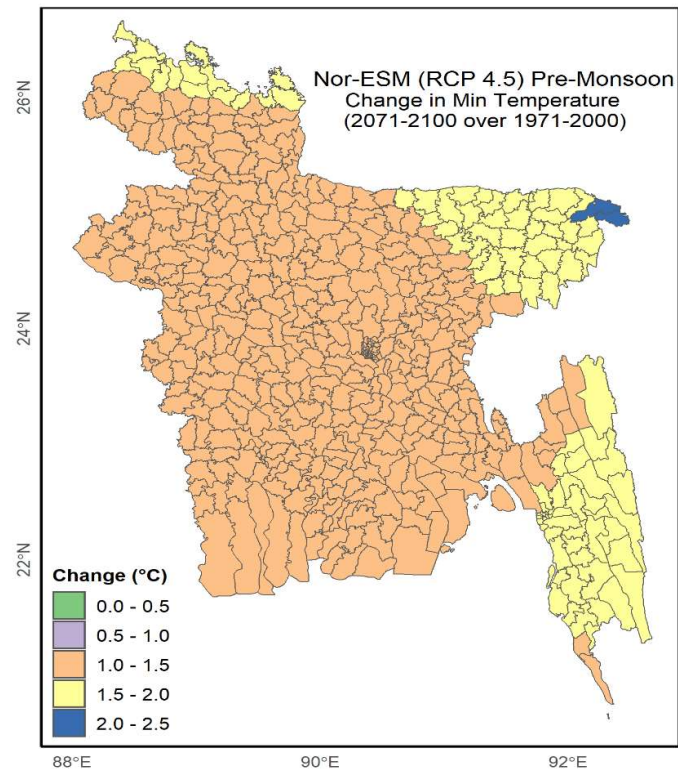 Nor-ESM (RCP 4.5) Pre-Monsoon
Change in Min Temperature
(2071-2100 over 1971-2000)
26°N
24°N
22°N
Change (°C)
0.0 - 0.5
0.5 - 1.0
1.0 - 1.5
1.5 - 2.0
2.0 - 2.5
88°E
90°E
92°E